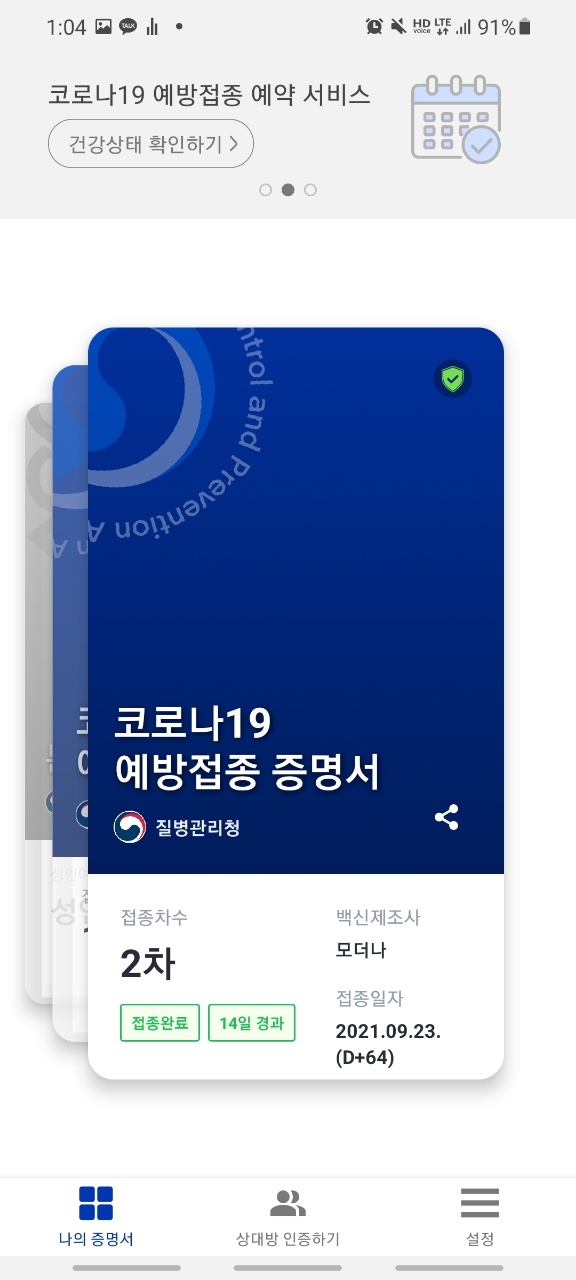 1:04
TALK
HD voice LTE 91%
코로나19 예방접종 예약 서비스
건강상태 확인하기
ntrol and Prevention A
코로나19
예방접종 증명서
질병관리청
접종차수
2차
접종완료
14일 경과
백신제조사
모더나
접종일자
2021.09.23.
(D+64)
나의 증명서
상대방 인증하기
설정